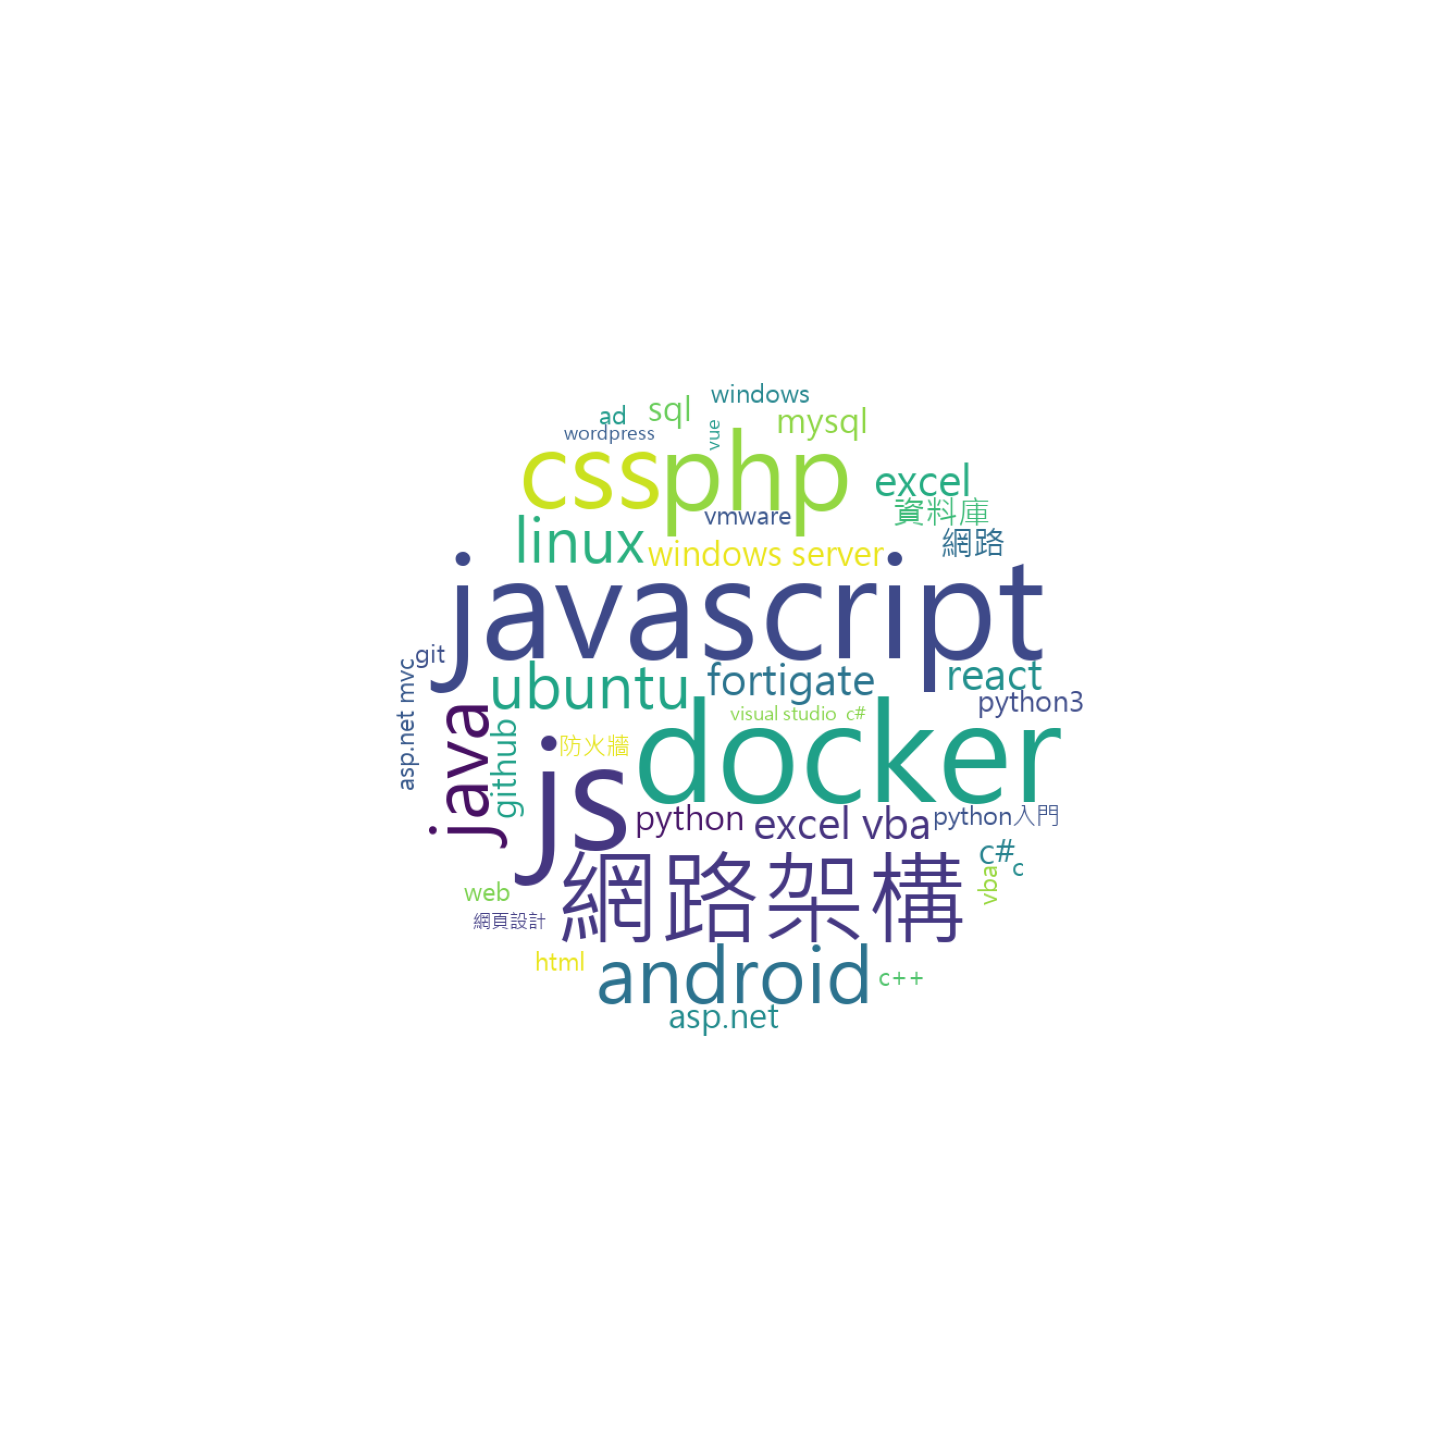 windows
ad
sql
mysql
wordpress
vue
css
php
excel
資料庫
vmware
linux
windows server
網路
javascript
git
asp.net mvc
ubuntu
fortigate
react
python3
java
github
防火牆
visual studio c#
js
docker
python
excel vba
python入門
c#
c
vba
網路架構
web
網頁設計
html
android
c++
asp.net